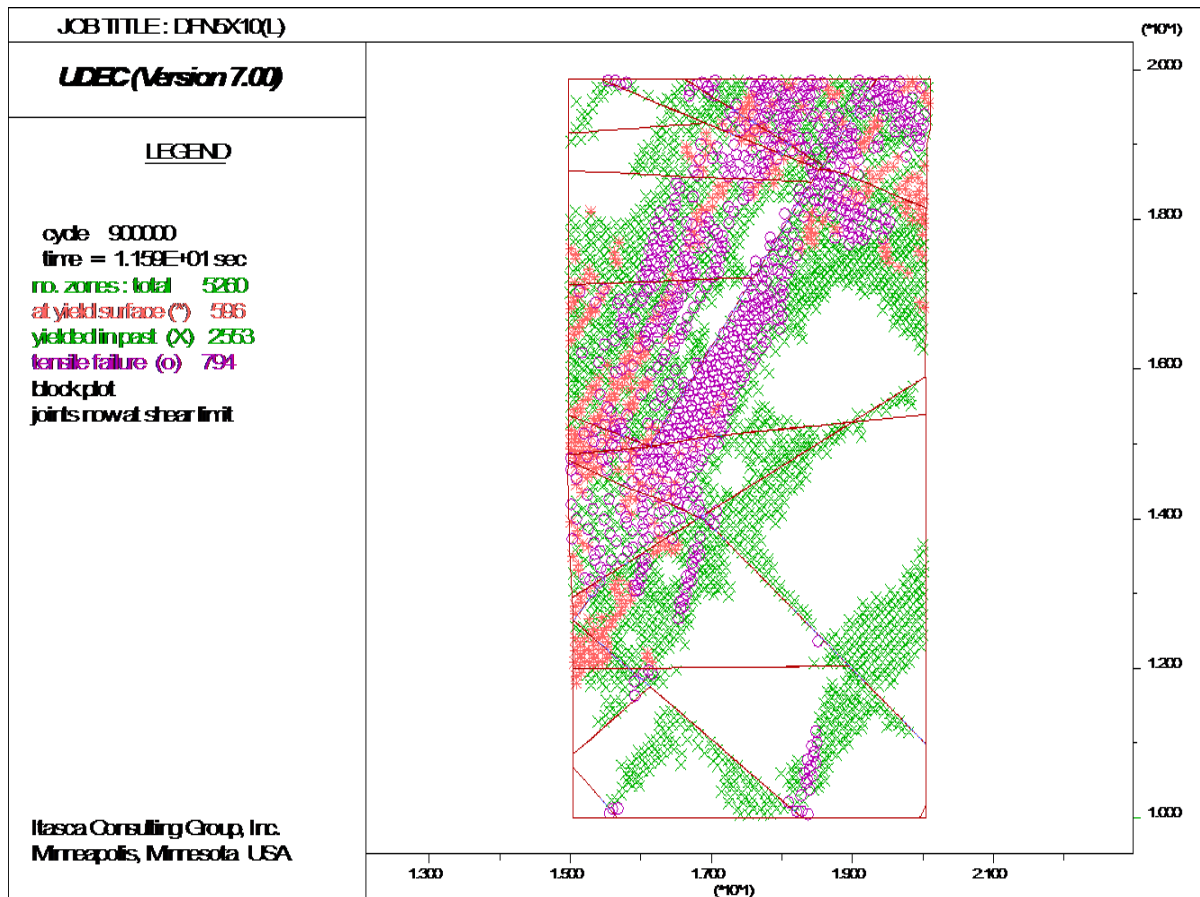 JOB TITLE : DFN5X10(L)
(*10^1)
UDEC (Version 7.00)
LEGEND
cycle 900000
time = 1.159E+01 sec
no. zones : total 5260
at yield surface (*) 596
yielded in past (X) 2553
tensile failure (o) 794
block plot
joints now at shear limit
Itasca Consulting Group, Inc.
Minneapolis, Minnesota USA
2.000
1.800
1.600
1.400
1.200
1.000
1.300
1.500
1.700
1.900
2.100
(*10^1)